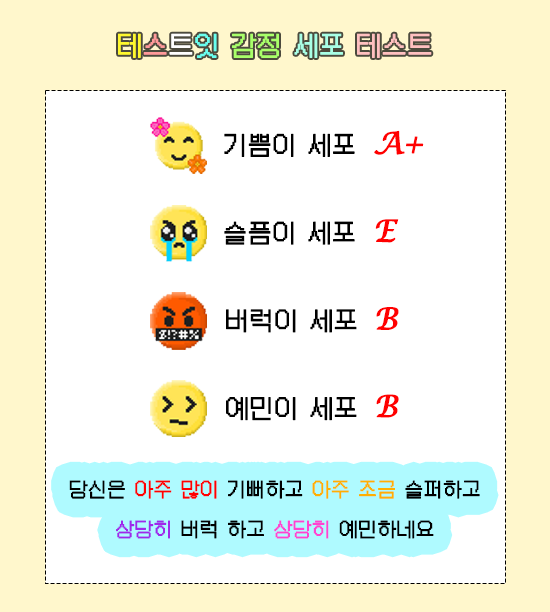 테스트잇 감정 세포 테스트
기쁨이 세포 A+
슬픔이 세포 E
버럭이 세포 B
$!?#%
예민이 세포 B
당신은 아주 많이 기뻐하고 아주 조금 슬퍼하고
상당히 버럭 하고 상당히 예민하네요